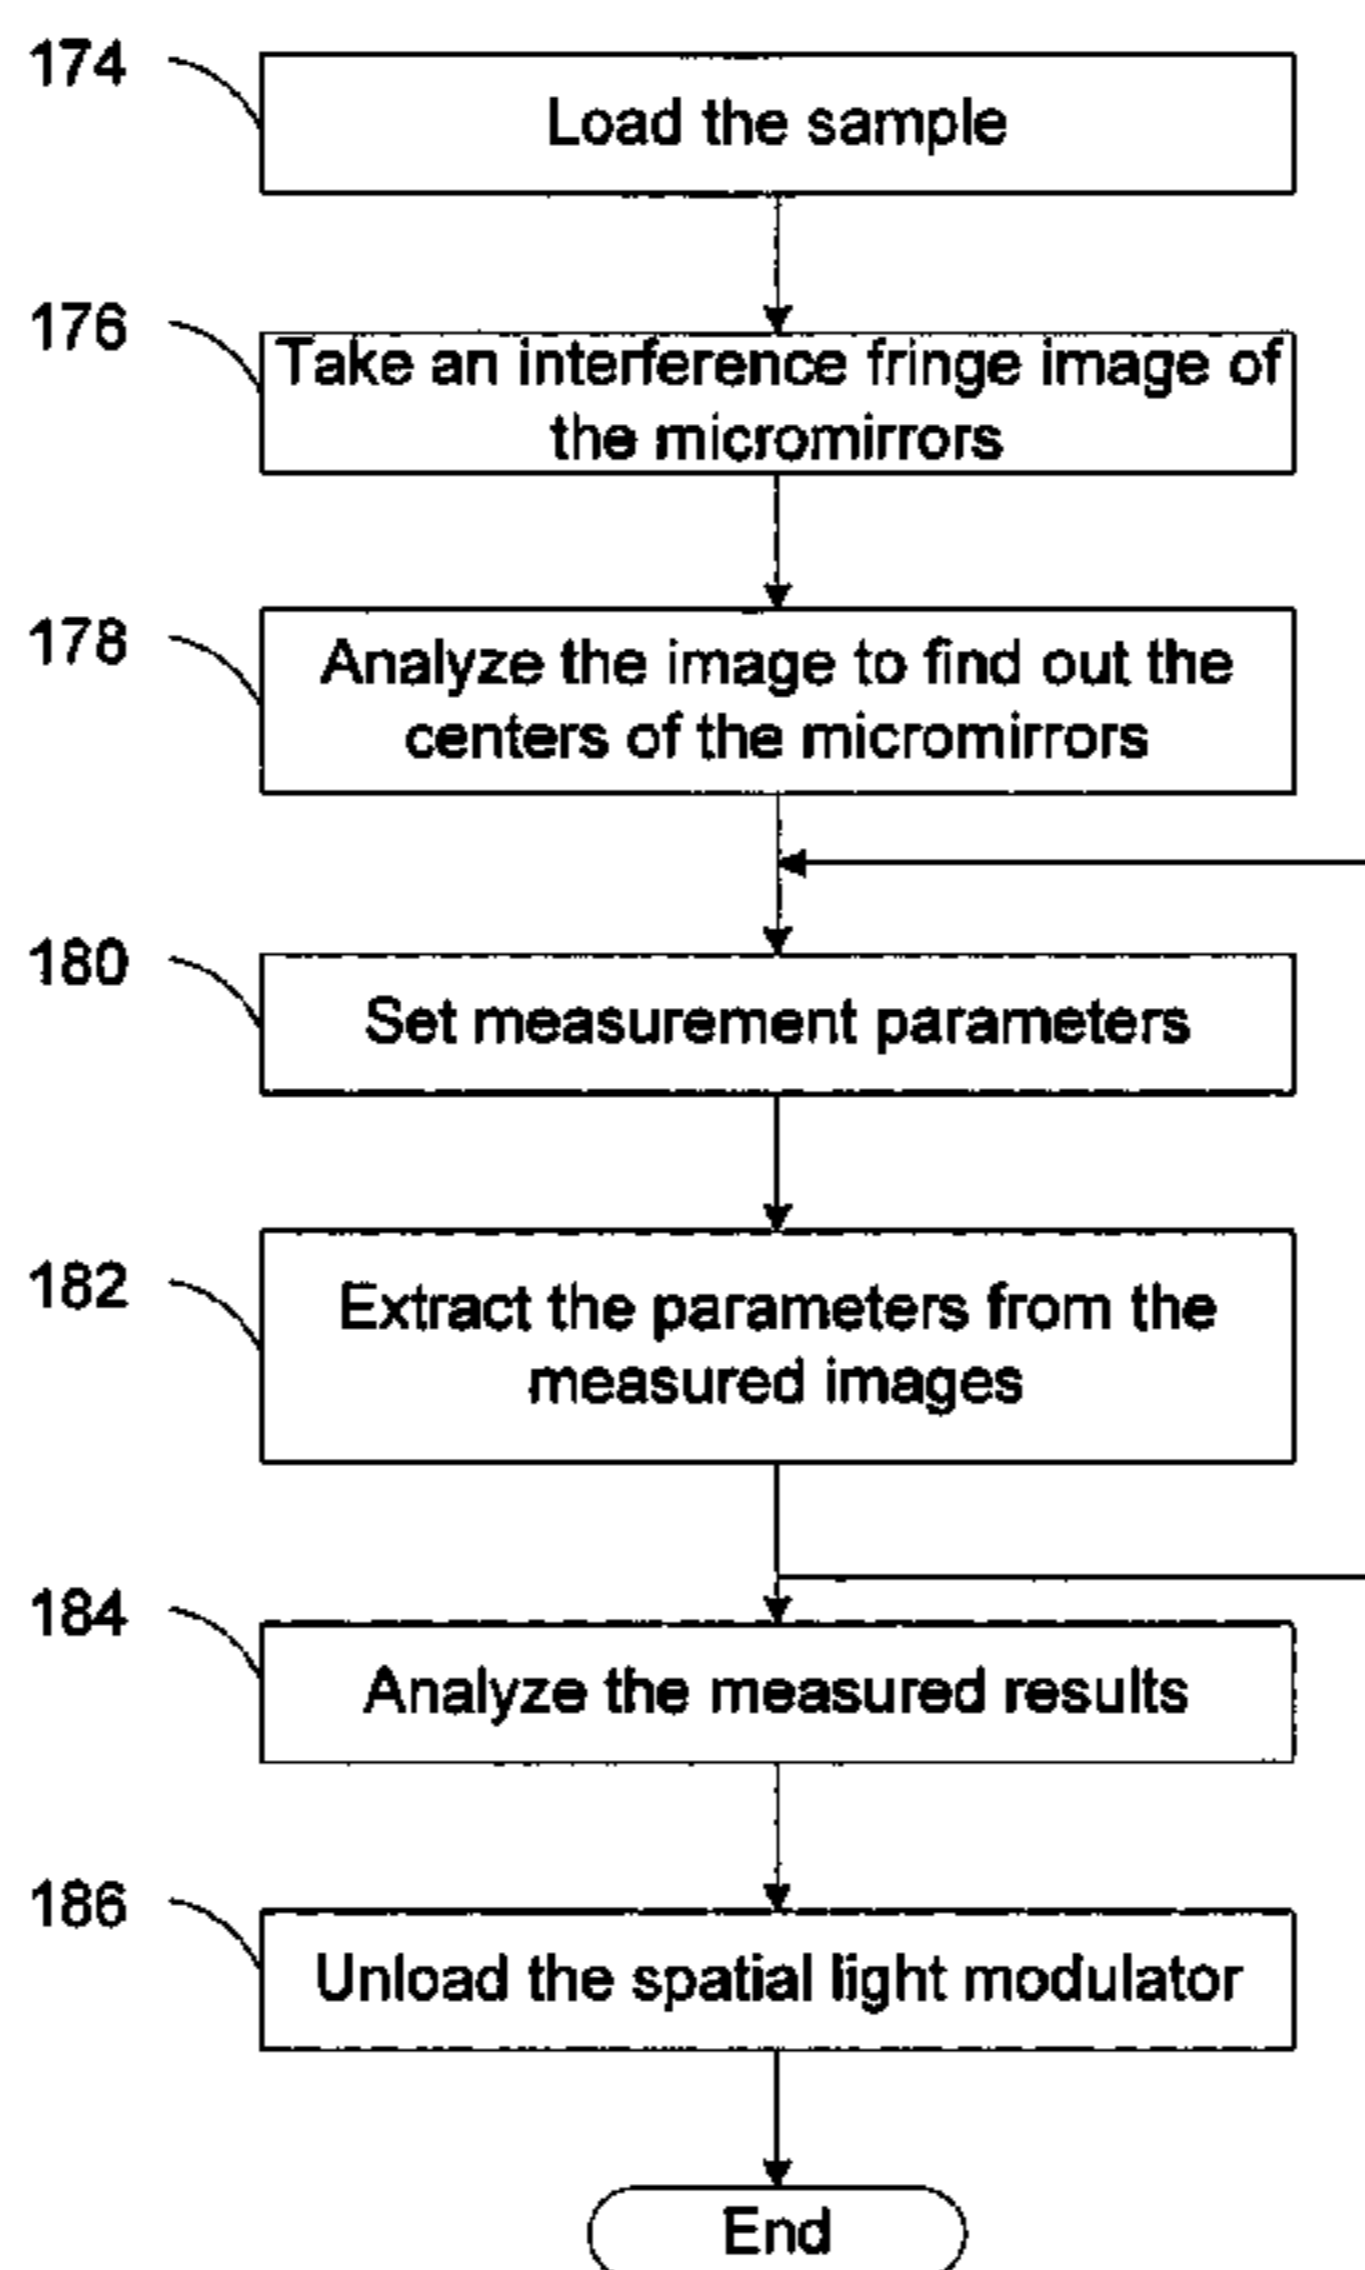 174
Load the sample
176
Take an interference fringe image of
the micromirrors
178
Analyze the image to find out the
centers of the micromirrors
180
Set measurement parameters
182
Extract the parameters from the
measured images
184
Analyze the measured results
186
Unload the spatial light modulator
End